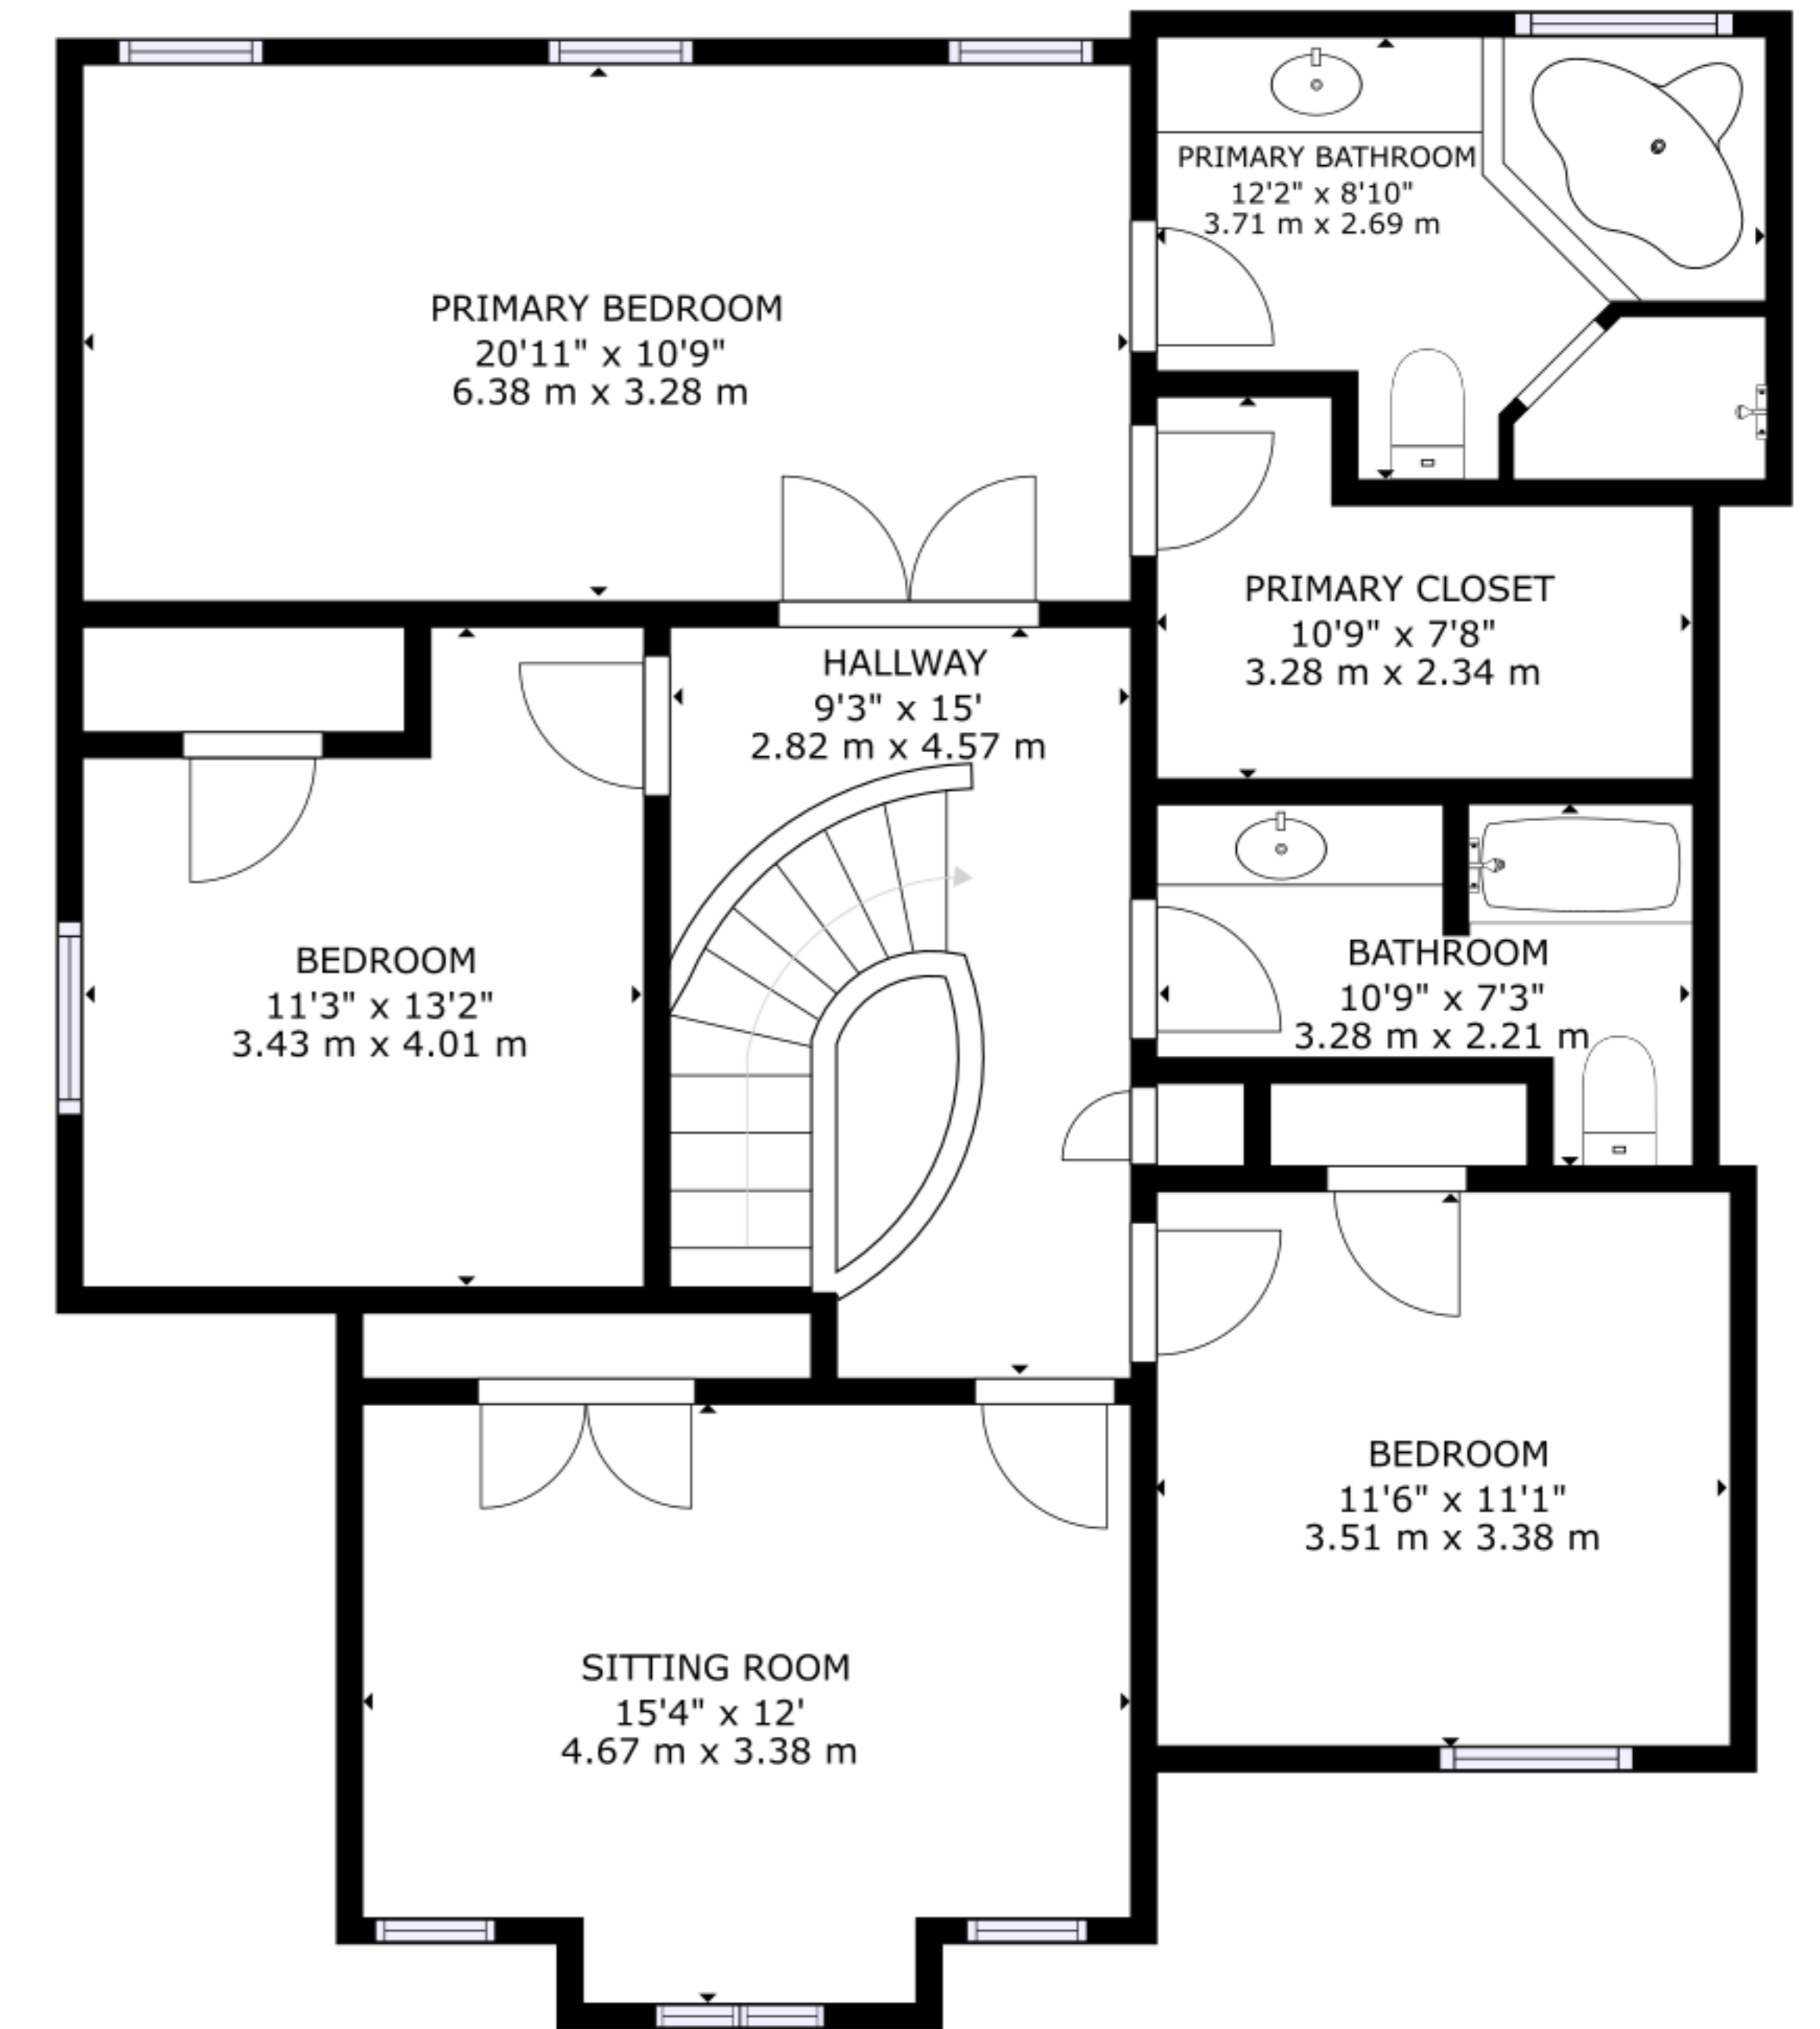 PRIMARY BATHROOM
12'2" x 8'10"
3.71 m x 2.69 m
PRIMARY BEDROOM
20'11" x 10'9"
6.38 m x 3.28 m
PRIMARY CLOSET
10'9" x 7'8"
3.28 m x 2.34 m
HALLWAY
9'3" x 15'
2.82 m x 4.57 m
BEDROOM
11'3" x 13'2"
3.43 m x 4.01 m
BATHROOM
10'9" x 7'3"
3.28 m x 2.21 m
BEDROOM
11'6" x 11'1"
3.51 m x 3.38 m
SITTING ROOM
15'4" x 12'
4.67 m x 3.38 m